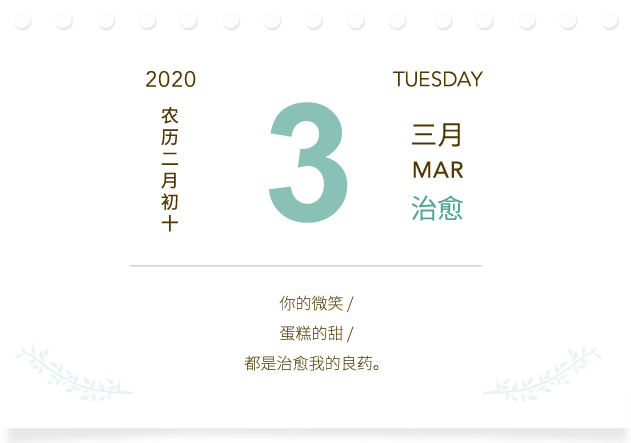 2020
农历二月初十
3
TUESDAY
三月
MAR
治愈
你的微笑 /
蛋糕的甜 /
都是治愈我的良药。